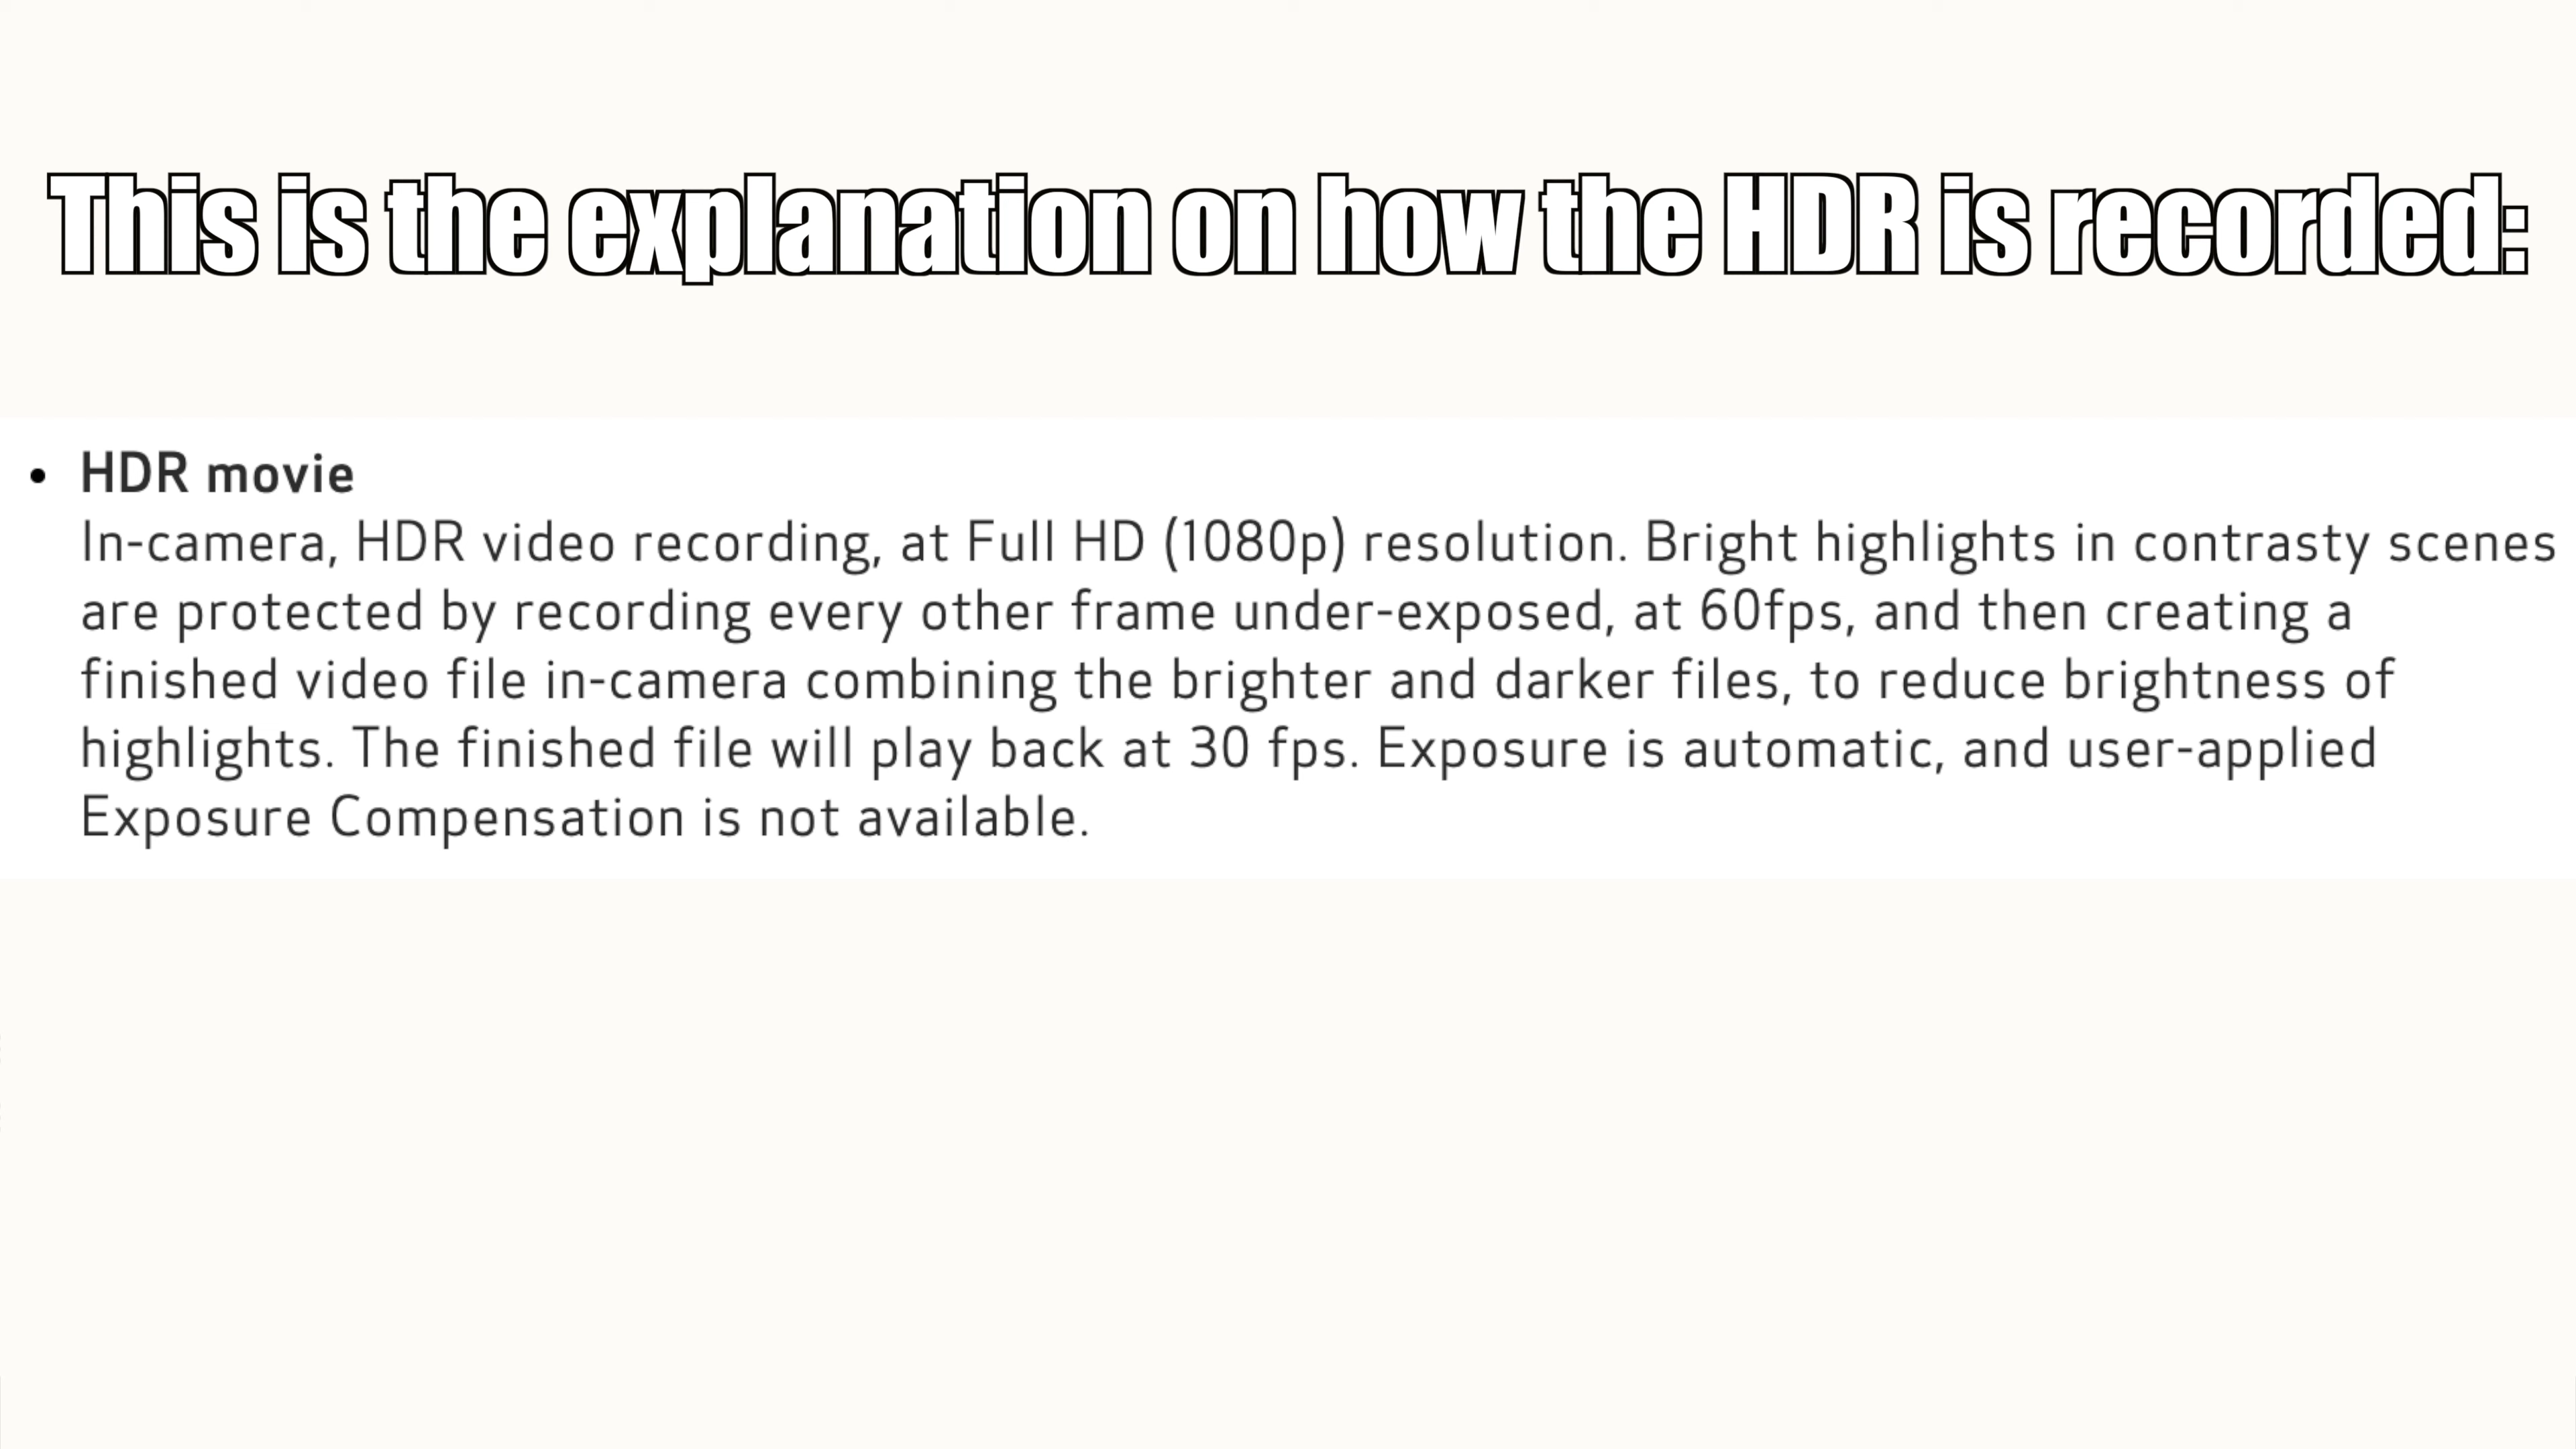 This is the explanation on how the HDR is recorded:
• HDR movie
In-camera, HDR video recording, at Full HD (1080p) resolution. Bright highlights in contrasty scenes
are protected by recording every other frame under-exposed, at 60fps, and then creating a
finished video file in-camera combining the brighter and darker files, to reduce brightness of
highlights. The finished file will play back at 30 fps. Exposure is automatic, and user-applied
Exposure Compensation is not available.